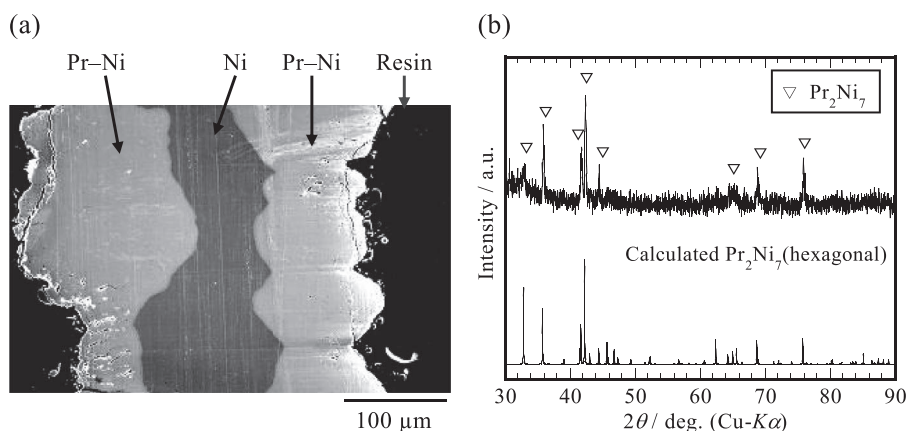 (a)
Pr–Ni Ni Pr–Ni Resin
100 μm
(b)
▽ Pr₂Ni₇
Intensity / a.u.
Calculated Pr₂Ni₇(hexagonal)
30 40 50 60 70 80 90
2θ / deg. (Cu-Kα)